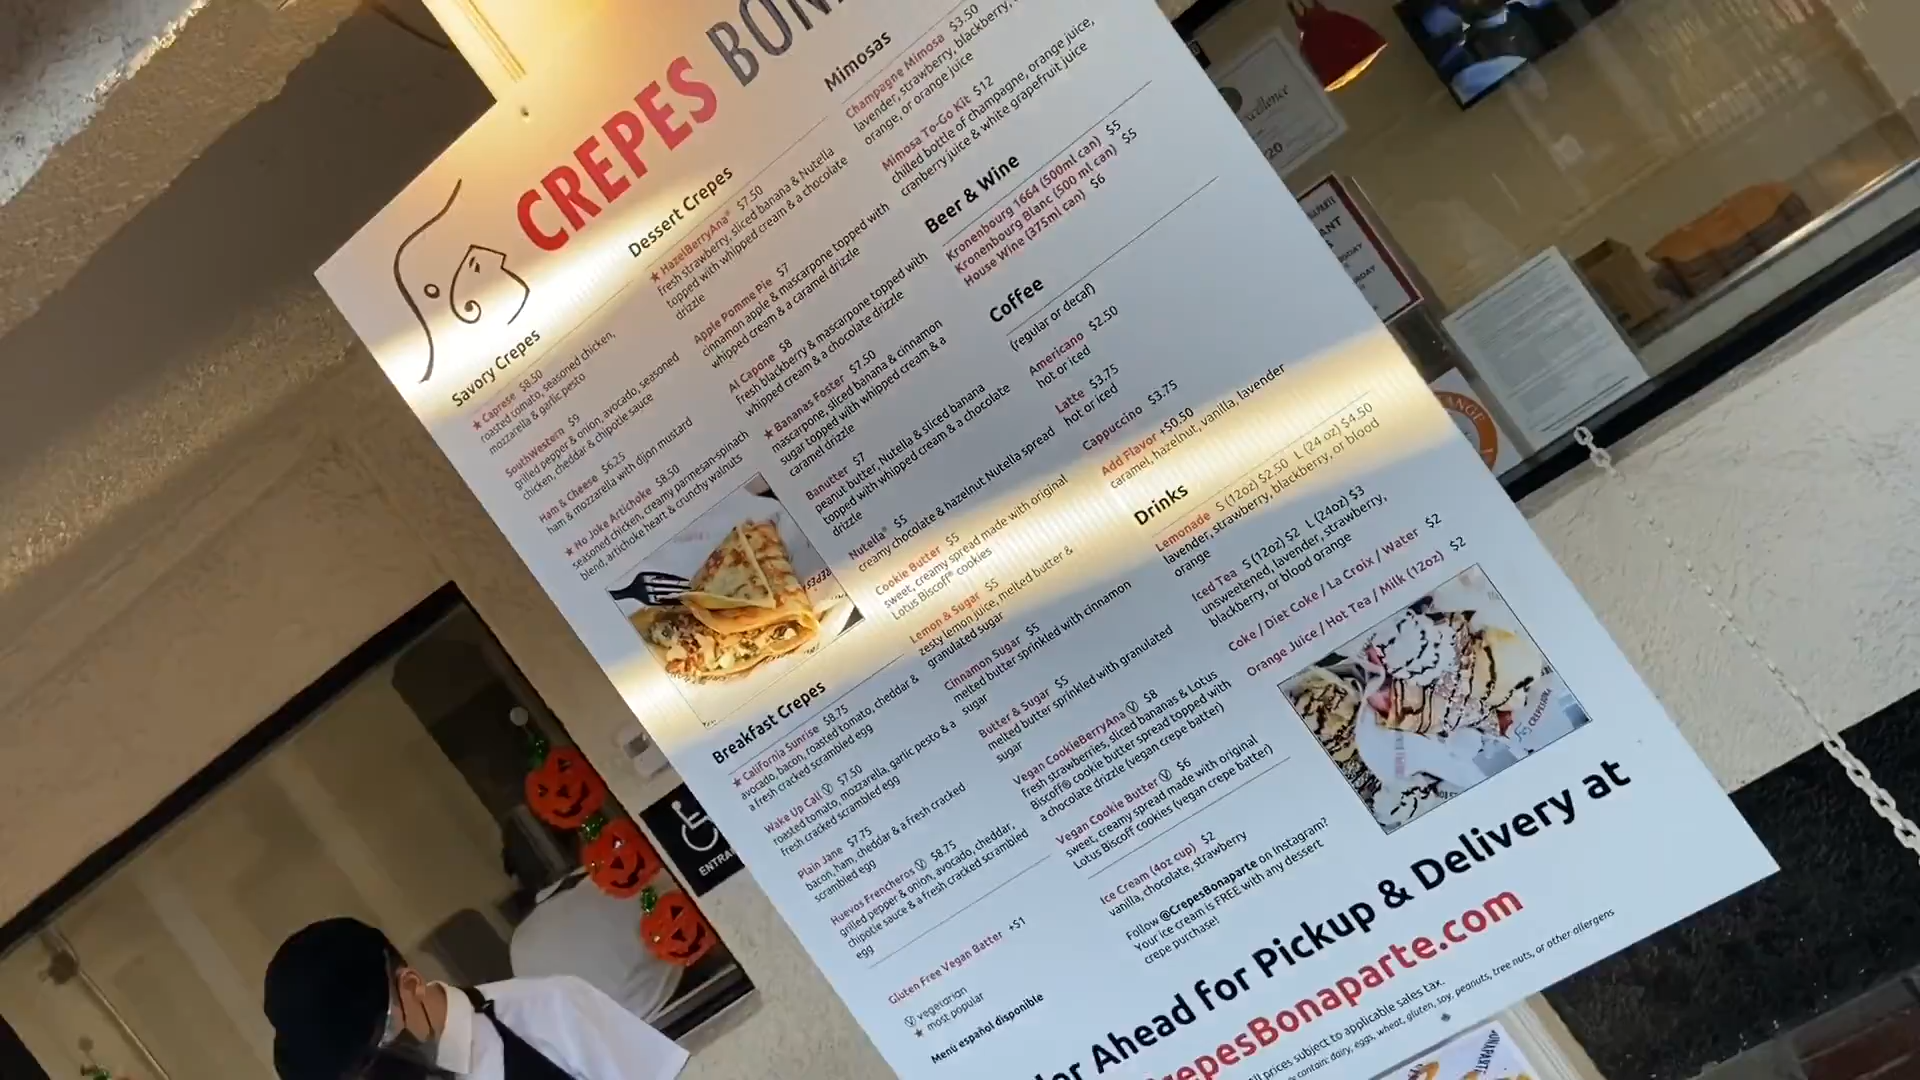 CREPES
Savory Crepes
★ Caprese $8.50
roasted tomato, seasoned chicken,
mozzarella & garlic pesto
SouthWestern $9
grilled pepper & onion, avocado, seasoned
chicken, cheddar & chipotle sauce
Ham & Cheese $6.25
ham & mozzarella with dijon mustard
★ No Joke Artichoke $8.50
seasoned chicken, creamy parmesan-spinach
blend, artichoke heart & crunchy walnuts
Breakfast Crepes
★ California Sunrise $8.75
avocado, bacon, roasted tomato, cheddar &
a fresh cracked scrambled egg
Wake Up Call Ⓥ $7.50
roasted tomato, mozzarella, garlic pesto & a
fresh cracked scrambled egg
Plain Jane $7.75
bacon, ham, cheddar & a fresh cracked
scrambled egg
Huevos Frencheros Ⓥ $8.75
grilled pepper & onion, avocado, cheddar,
chipotle sauce & a fresh cracked scrambled
egg
Gluten Free Vegan Batter +$1
Ⓥ vegetarian
★ most popular
Menú español disponible
Dessert Crepes
★ HazelBerryAna® $7.50
fresh strawberry, sliced banana & Nutella
topped with whipped cream & a chocolate
drizzle
Apple Pomme Pie $7
cinnamon apple & mascarpone topped with
whipped cream & a caramel drizzle
Al Capone $8
fresh blackberry & mascarpone topped with
whipped cream & a chocolate drizzle
★ Bananas Foster $7.50
mascarpone, sliced banana & cinnamon
sugar topped with whipped cream & a
caramel drizzle
Banutter $7
peanut butter, Nutella & sliced banana
topped with whipped cream & a chocolate
drizzle
Nutella® $5
creamy chocolate & hazelnut Nutella spread
Cookie Butter $5
sweet, creamy spread made with original
Lotus Biscoff® cookies
Lemon & Sugar $5
zesty lemon juice, melted butter &
granulated sugar
Cinnamon Sugar $5
melted butter sprinkled with cinnamon
sugar
Butter & Sugar $5
melted butter sprinkled with granulated
sugar
Vegan CookieBerryAna Ⓥ $8
fresh strawberries, sliced bananas & Lotus
Biscoff® cookie butter spread topped with
a chocolate drizzle (vegan crepe batter)
Vegan Cookie Butter Ⓥ $6
sweet, creamy spread made with original
Lotus Biscoff cookies (vegan crepe batter)
Ice Cream (4oz cup) $2
vanilla, chocolate, strawberry
Follow @CrepesBonaparte on Instagram?
Your ice cream is FREE with any dessert
crepe purchase!
Mimosas
Champagne Mimosa $3.50
lavender, strawberry, blackberry,
orange, or orange juice
Mimosa To-Go Kit $12
chilled bottle of champagne, orange juice,
cranberry juice & white grapefruit juice
Beer & Wine
Kronenbourg 1664 (500ml can) $5
Kronenbourg Blanc (500 ml can) $5
House Wine (375ml can) $6
Coffee
(regular or decaf)
Americano $2.50
hot or iced
Latte $3.75
hot or iced
Cappuccino $3.75
Add Flavor +$0.50
caramel, hazelnut, vanilla, lavender
Drinks
Lemonade S (12oz) $2.50 L (24 oz) $4.50
lavender, strawberry, blackberry, or blood
orange
Iced Tea S (12oz) $2 L (24oz) $3
unsweetened, lavender, strawberry,
blackberry, or blood orange
Coke / Diet Coke / La Croix / Water $2
Orange Juice / Hot Tea / Milk (12oz) $2
Ahead for Pickup & Delivery at
CrepesBonaparte.com
prices subject to applicable sales tax.
contain: dairy, eggs, wheat, gluten, soy, peanuts, tree nuts, or other allergens